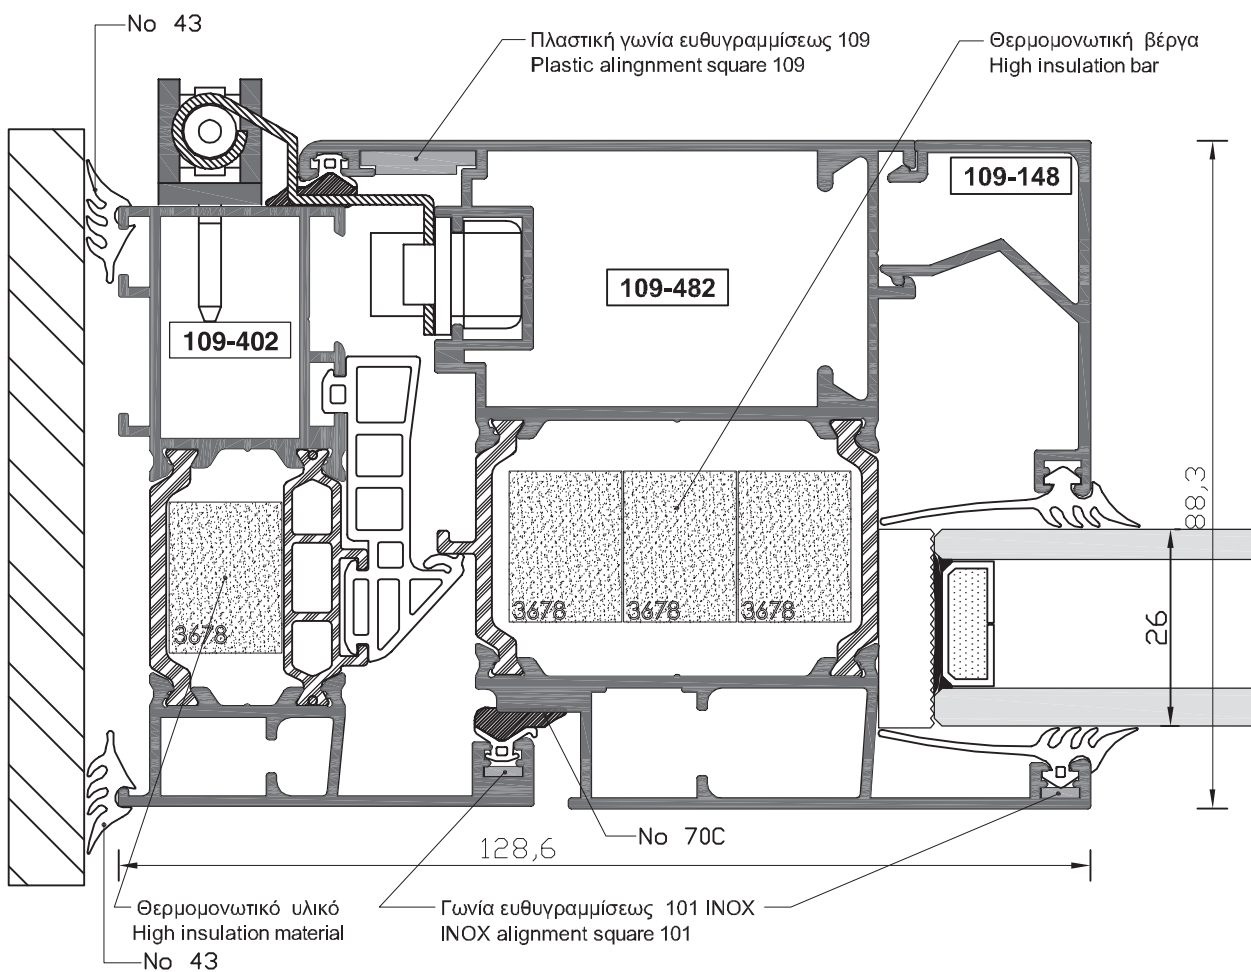 No 43
Πλαστική γωνία ευθυγραμμίσεως 109
Plastic alingnment square 109
Θερμομονωτική βέργα
High insulation bar
109-148
109-482
109-402
88,3
26
3678
3678
3678
3678
No 70C
128,6
Θερμομονωτικό υλικό
High insulation material
Γωνία ευθυγραμμίσεως 101 INOX
INOX alignment square 101
No 43